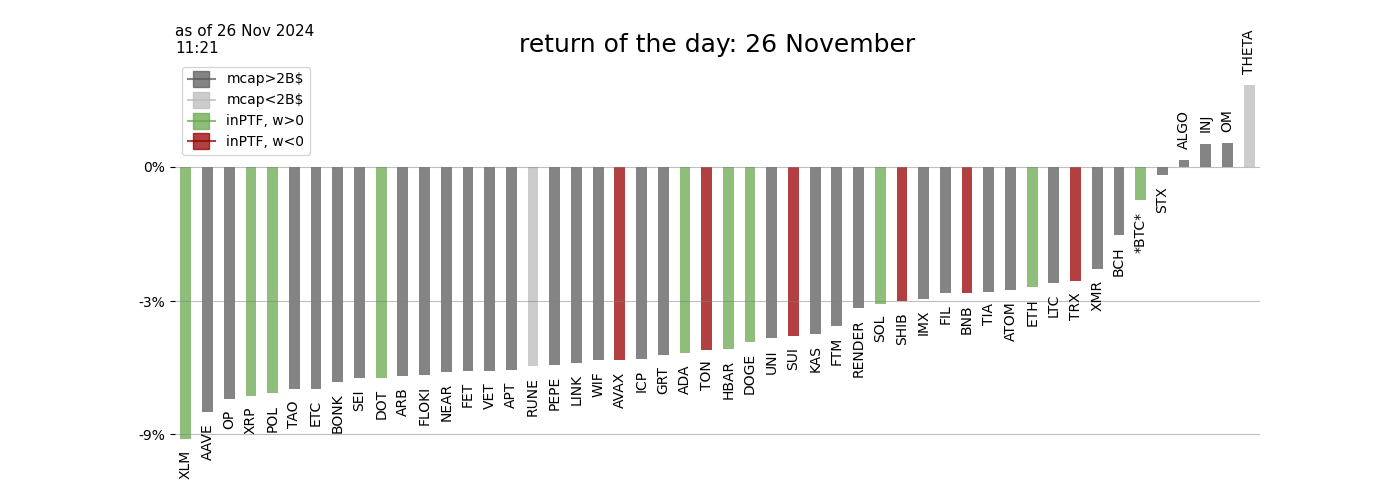 as of 26 Nov 2024
11:21
return of the day: 26 November
mcap>2B$
mcap<2B$
inPTF, w>0
inPTF, w<0
0%
-3%
-9%
XLM
AAVE
OP
XRP
POL
TAO
ETC
BONK
SEI
DOT
ARB
FLOKI
NEAR
FET
VET
APT
RUNE
PEPE
LINK
WIF
AVAX
ICP
GRT
ADA
TON
HBAR
DOGE
UNI
SUI
KAS
FTM
RENDER
SOL
SHIB
IMX
FIL
BNB
TIA
ATOM
ETH
LTC
TRX
XMR
BCH
*BTC*
STX
ALGO
INJ
OM
THETA